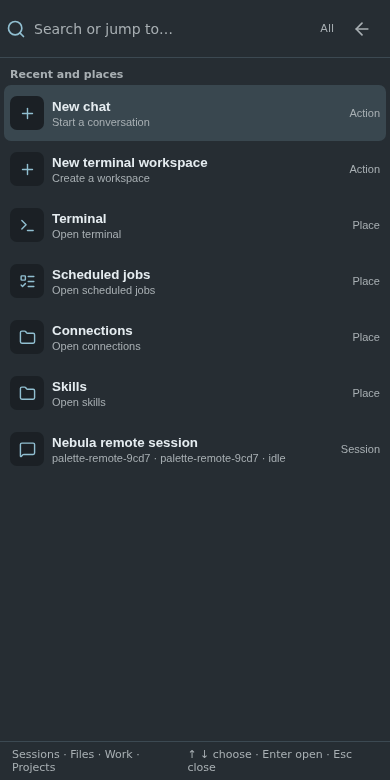 Search or jump to…
All
Recent and places
New chat
Start a conversation
Action
New terminal workspace
Create a workspace
Action
Terminal
Open terminal
Place
Scheduled jobs
Open scheduled jobs
Place
Connections
Open connections
Place
Skills
Open skills
Place
Nebula remote session
palette-remote-9cd7 · palette-remote-9cd7 · idle
Session
Sessions · Files · Work ·
Projects
↑ ↓ choose · Enter open · Esc
close